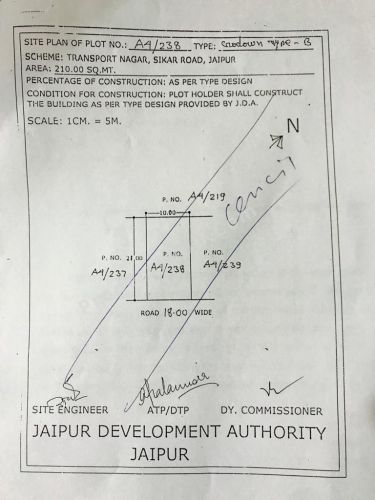 SITE PLAN OF PLOT NO.: A4/238 TYPE: Godown Type-B
SCHEME: TRANSPORT NAGAR, SIKAR ROAD, JAIPUR
AREA: 210.00 SQ.MT.
PERCENTAGE OF CONSTRUCTION: AS PER TYPE DESIGN
CONDITION FOR CONSTRUCTION: PLOT HOLDER SHALL CONSTRUCT
THE BUILDING AS PER TYPE DESIGN PROVIDED BY J.D.A.
SCALE: 1CM. = 5M.
N
P. NO. A4/219
10.00
P. NO. 21.00 P. NO. P. NO.
A4/237 A4/238 A4/239
ROAD 18.00 WIDE
SITE ENGINEER ATP/DTP DY. COMMISSIONER
JAIPUR DEVELOPMENT AUTHORITY
JAIPUR